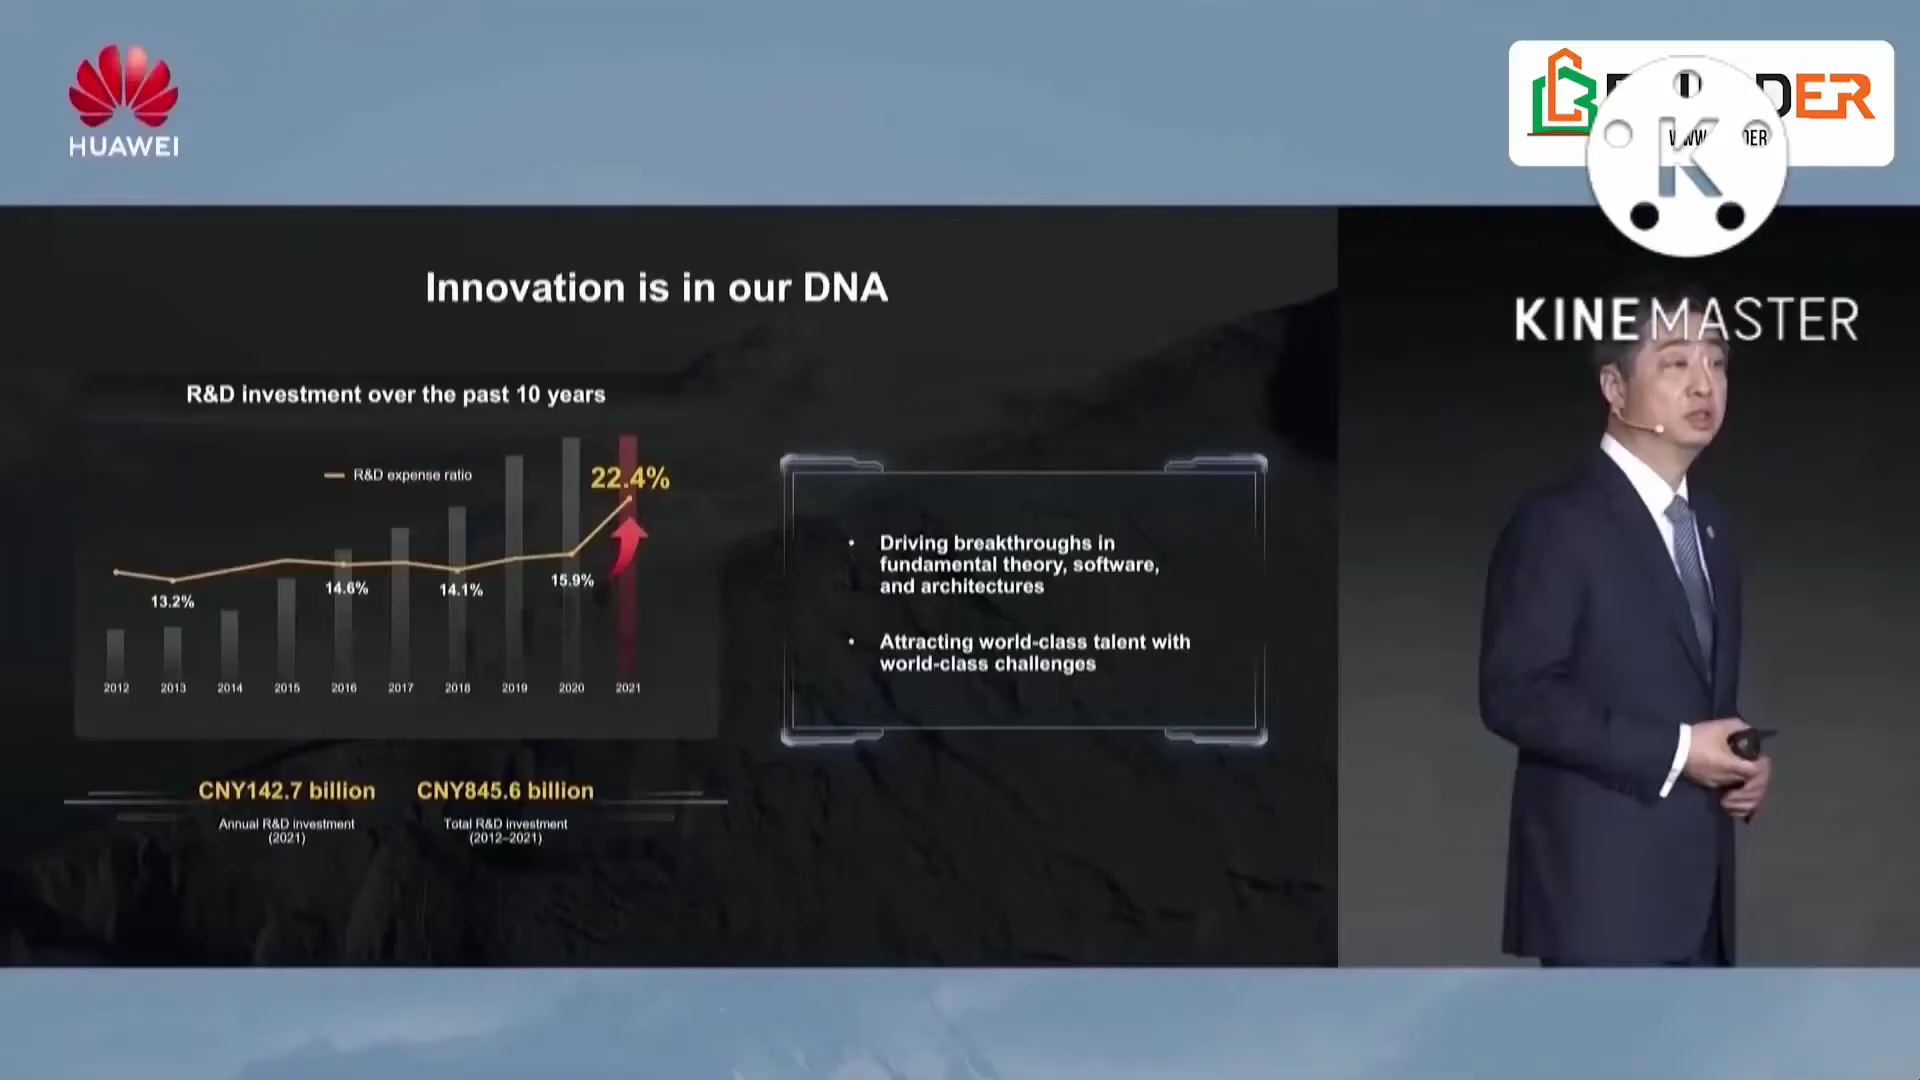 HUAWEI
ER
K
KINEMASTER
Innovation is in our DNA
R&D investment over the past 10 years
R&D expense ratio
22.4%
13.2%
14.6%
14.1%
15.9%
2012 2013 2014 2015 2016 2017 2018 2019 2020 2021
CNY142.7 billion CNY845.6 billion
Annual R&D investment Total R&D investment
(2021) (2012–2021)
• Driving breakthroughs in
fundamental theory, software,
and architectures
• Attracting world-class talent with
world-class challenges